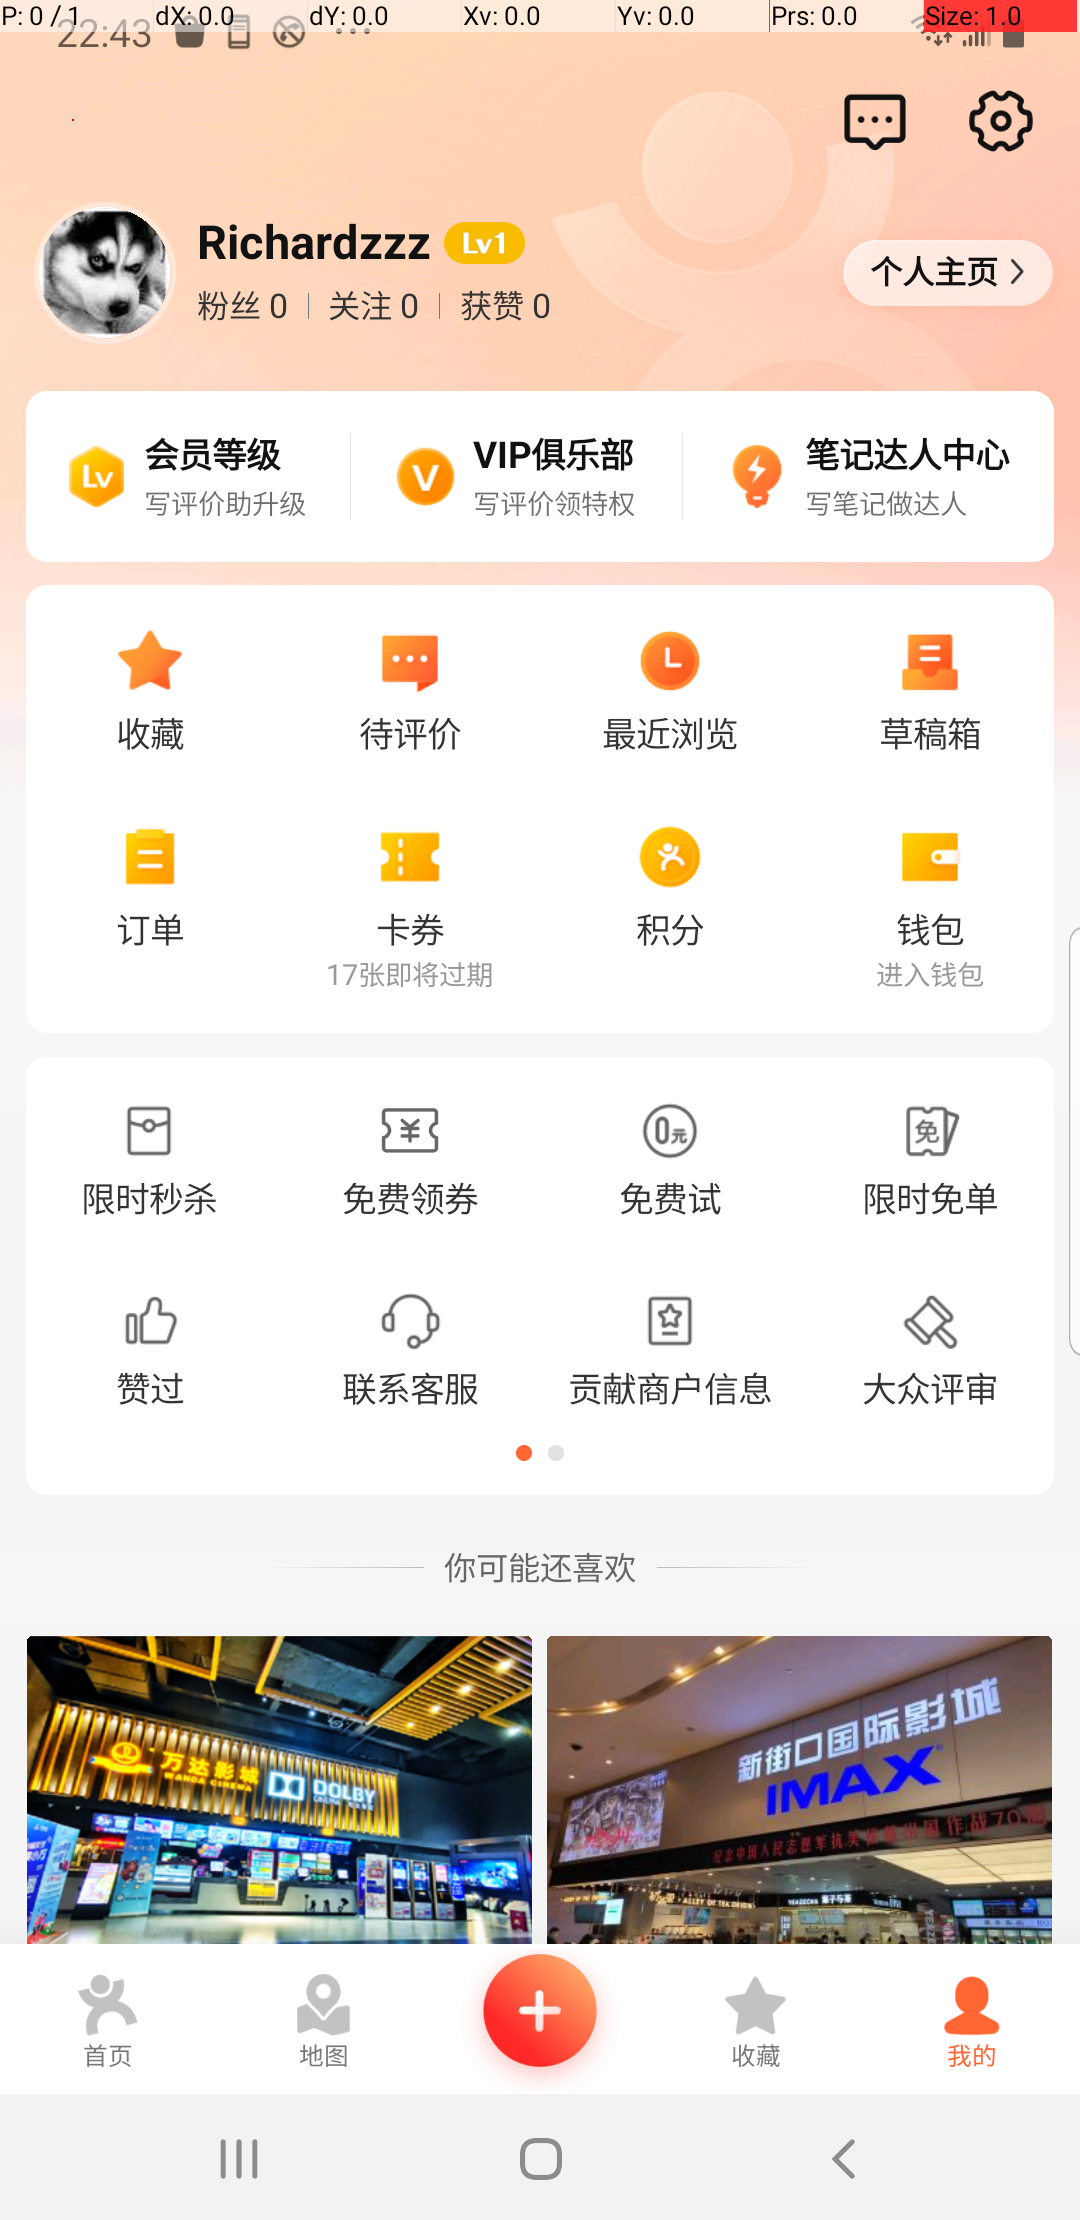 P: 0 / 1 dX: 0.0 dY: 0.0 Xv: 0.0 Yv: 0.0 Prs: 0.0 Size: 1.0
22:43
Richardzzz Lv1
粉丝 0 关注 0 获赞 0
个人主页
Lv 会员等级 V VIP俱乐部 笔记达人中心
写评价助升级 写评价领特权 写笔记做达人
收藏 待评价 最近浏览 草稿箱
订单 卡券 积分 钱包
17张即将过期 进入钱包
¥ 0元 免
限时秒杀 免费领券 免费试 限时免单
赞过 联系客服 贡献商户信息 大众评审
你可能还喜欢
万达影城
WANDA CINEMA
DOLBY
CINEMA
新街口国际影城
IMAX
纪念中国人民志愿军抗美援朝出国作战70周
ALLEY OF TEA
首页 地图 收藏 我的